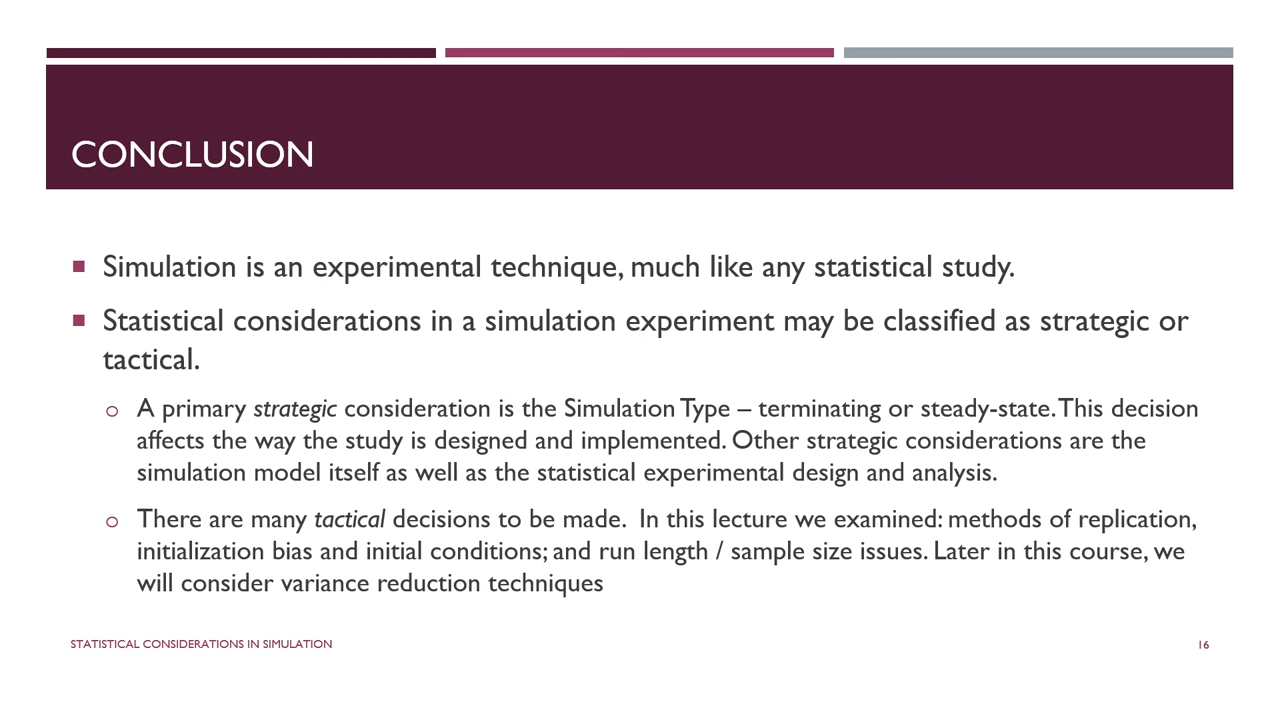 CONCLUSION
■ Simulation is an experimental technique, much like any statistical study.
■ Statistical considerations in a simulation experiment may be classified as strategic or
tactical.
o A primary strategic consideration is the Simulation Type – terminating or steady-state. This decision
affects the way the study is designed and implemented. Other strategic considerations are the
simulation model itself as well as the statistical experimental design and analysis.
o There are many tactical decisions to be made.  In this lecture we examined: methods of replication,
initialization bias and initial conditions; and run length / sample size issues. Later in this course, we
will consider variance reduction techniques
STATISTICAL CONSIDERATIONS IN SIMULATION
16